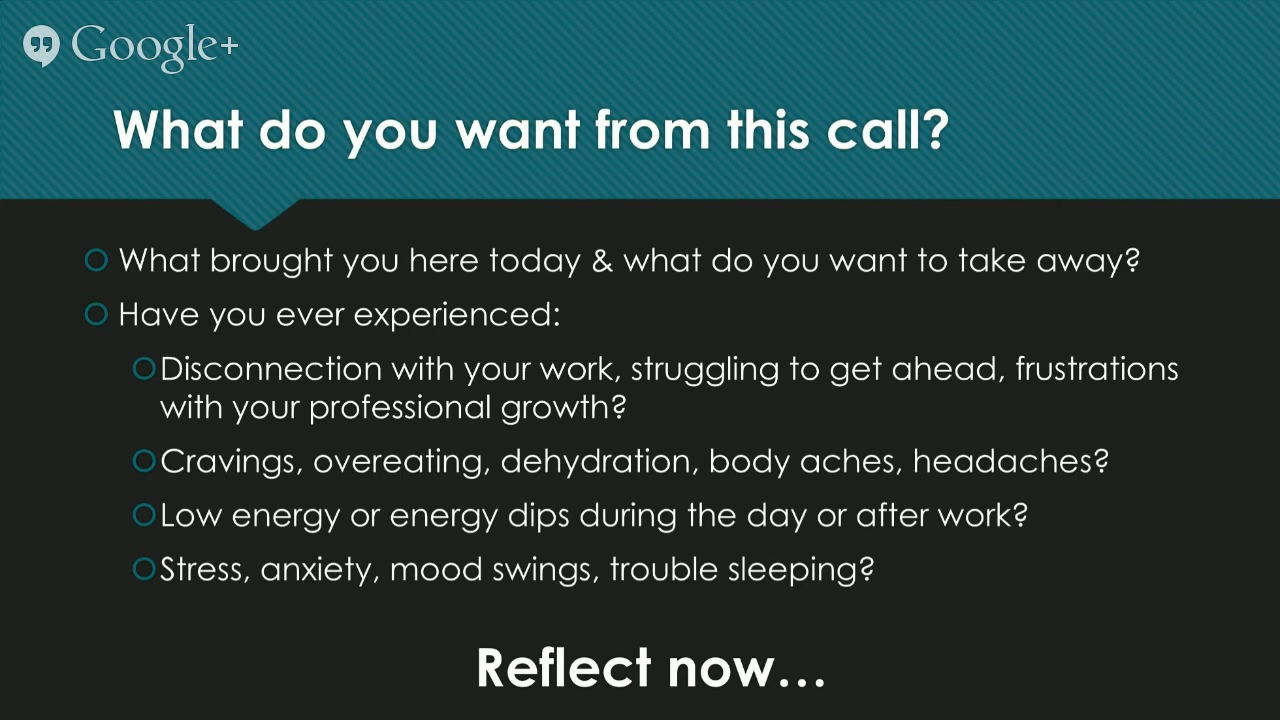 Google+
What do you want from this call?
What brought you here today & what do you want to take away?
Have you ever experienced:
Disconnection with your work, struggling to get ahead, frustrations
with your professional growth?
Cravings, overeating, dehydration, body aches, headaches?
Low energy or energy dips during the day or after work?
Stress, anxiety, mood swings, trouble sleeping?
Reflect now...